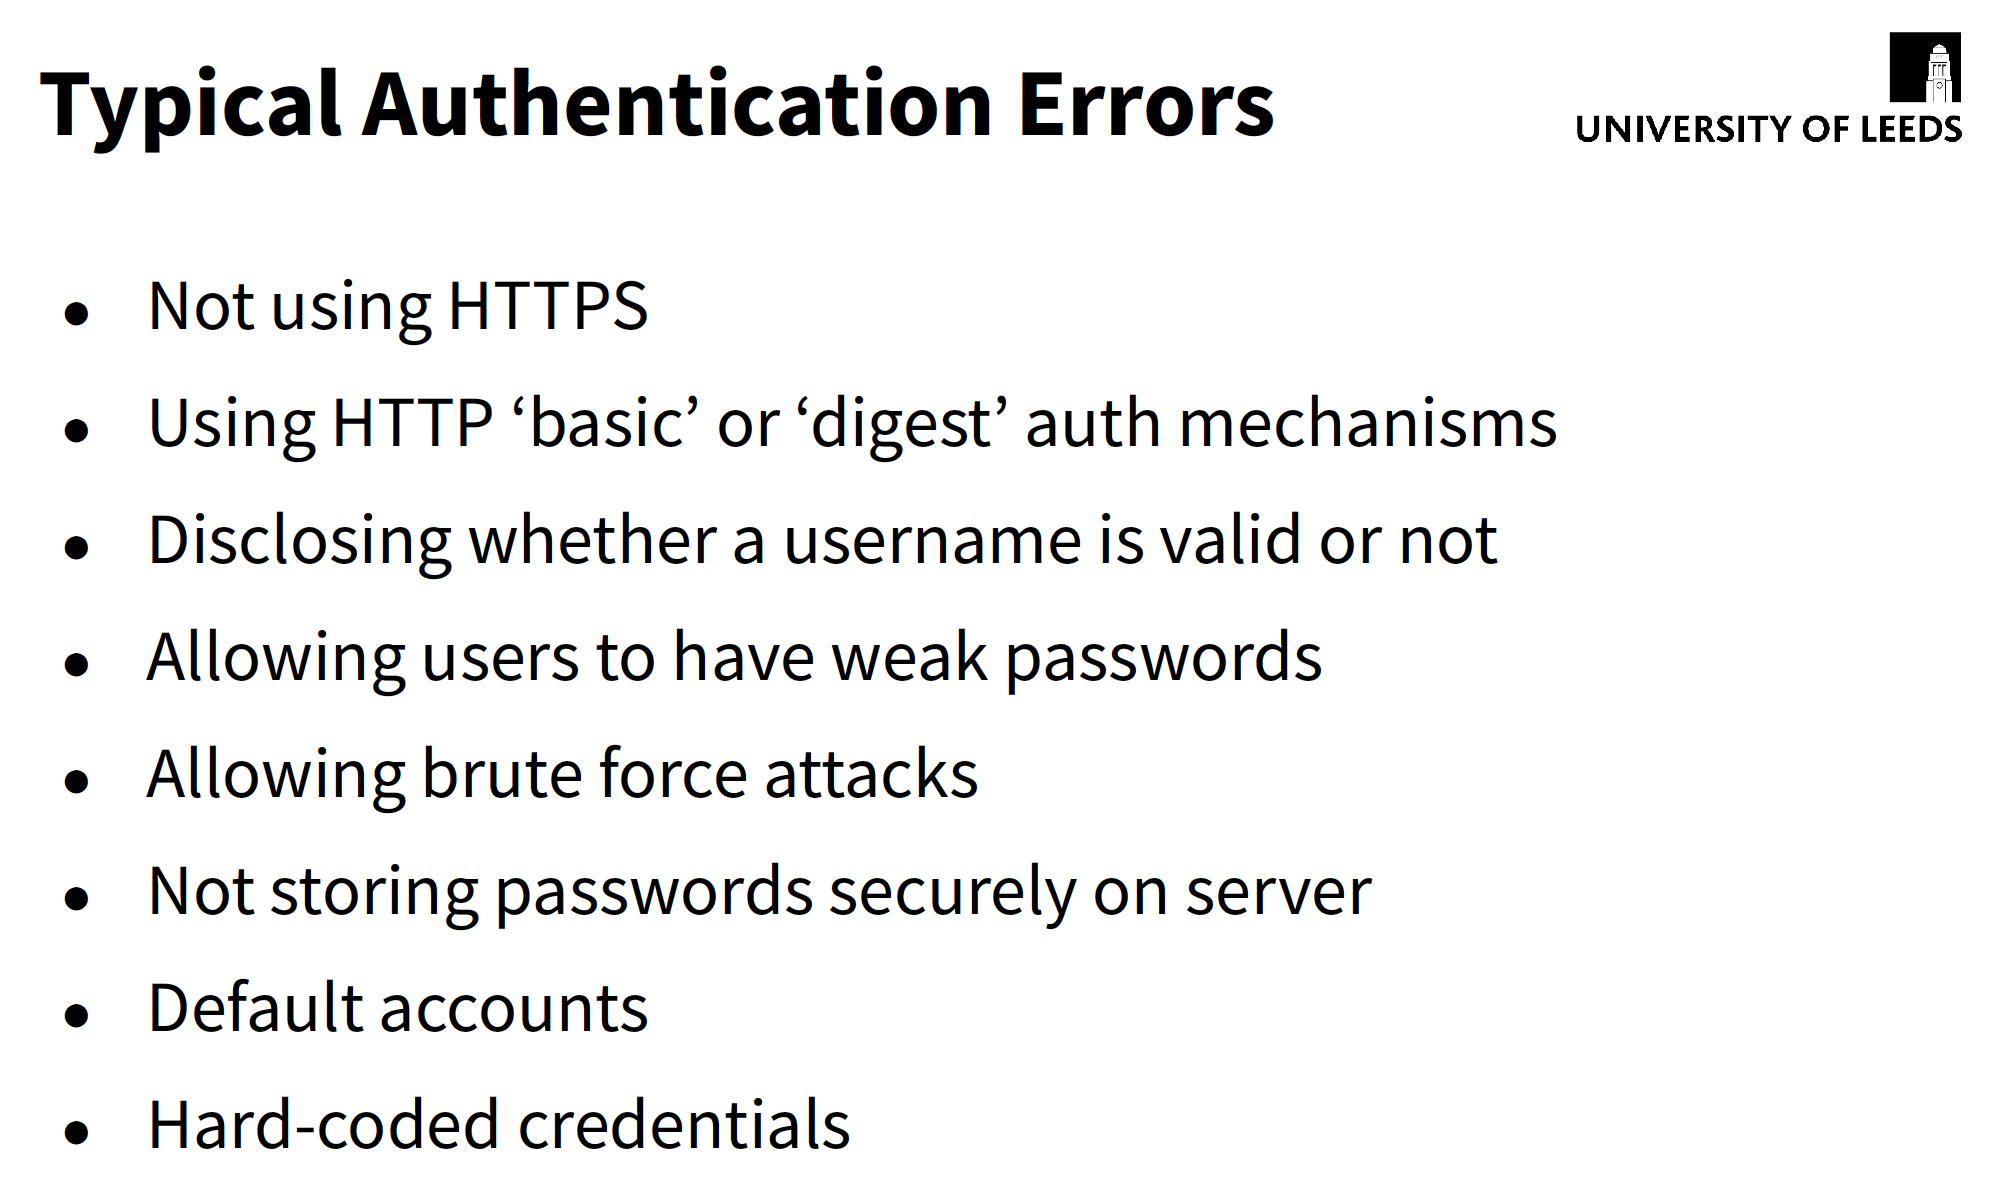 Typical Authentication Errors
UNIVERSITY OF LEEDS
● Not using HTTPS
● Using HTTP ‘basic’ or ‘digest’ auth mechanisms
● Disclosing whether a username is valid or not
● Allowing users to have weak passwords
● Allowing brute force attacks
● Not storing passwords securely on server
● Default accounts
● Hard-coded credentials